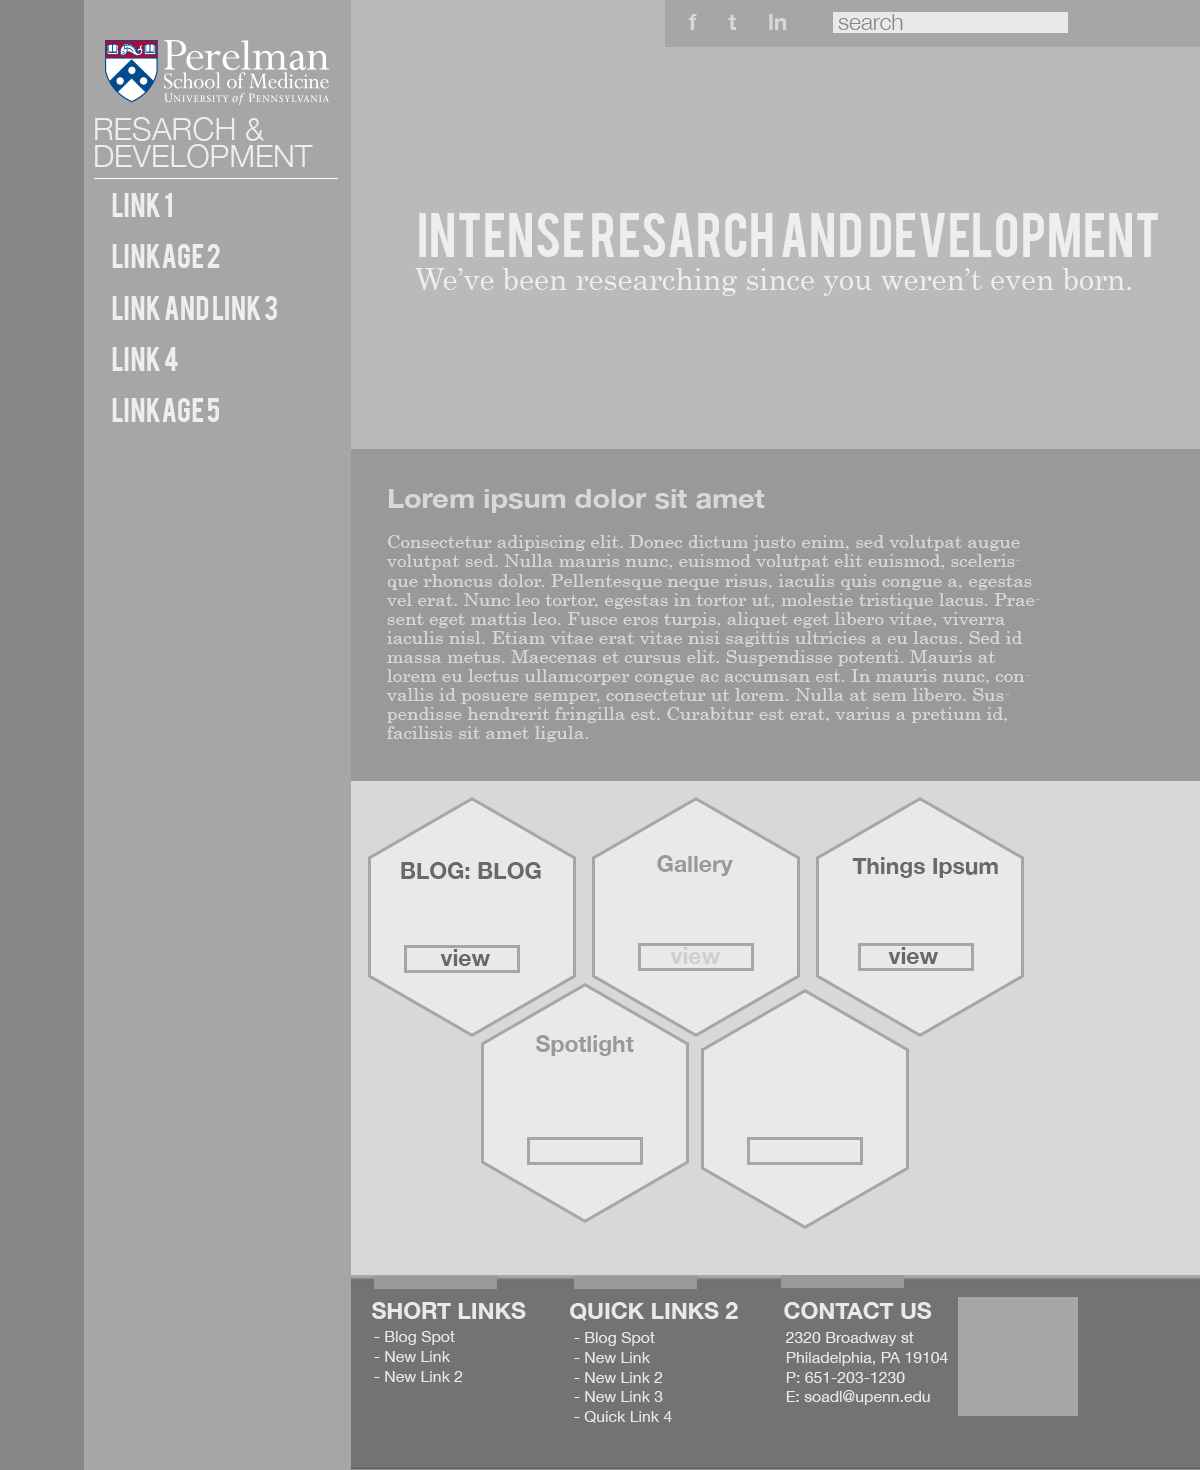 f t In search
Perelman
School of Medicine
University of Pennsylvania
RESARCH &
DEVELOPMENT
LINK 1
LINKAGE 2
LINK AND LINK 3
LINK 4
LINKAGE 5
INTENSE RESARCH AND DEVELOPMENT
We've been researching since you weren't even born.
Lorem ipsum dolor sit amet
Consectetur adipiscing elit. Donec dictum justo enim, sed volutpat augue
volutpat sed. Nulla mauris nunc, euismod volutpat elit euismod, sceleris-
que rhoncus dolor. Pellentesque neque risus, iaculis quis congue a, egestas
vel erat. Nunc leo tortor, egestas in tortor ut, molestie tristique lacus. Prae-
sent eget mattis leo. Fusce eros turpis, aliquet eget libero vitae, viverra
iaculis nisl. Etiam vitae erat vitae nisi sagittis ultricies a eu lacus. Sed id
massa metus. Maecenas et cursus elit. Suspendisse potenti. Mauris at
lorem eu lectus ullamcorper congue ac accumsan est. In mauris nunc, con-
vallis id posuere semper, consectetur ut lorem. Nulla at sem libero. Sus-
pendisse hendrerit fringilla est. Curabitur est erat, varius a pretium id,
facilisis sit amet ligula.
BLOG: BLOG
view
Gallery
view
Things Ipsum
view
Spotlight
SHORT LINKS
- Blog Spot
- New Link
- New Link 2
QUICK LINKS 2
- Blog Spot
- New Link
- New Link 2
- New Link 3
- Quick Link 4
CONTACT US
2320 Broadway st
Philadelphia, PA 19104
P: 651-203-1230
E: soadl@upenn.edu